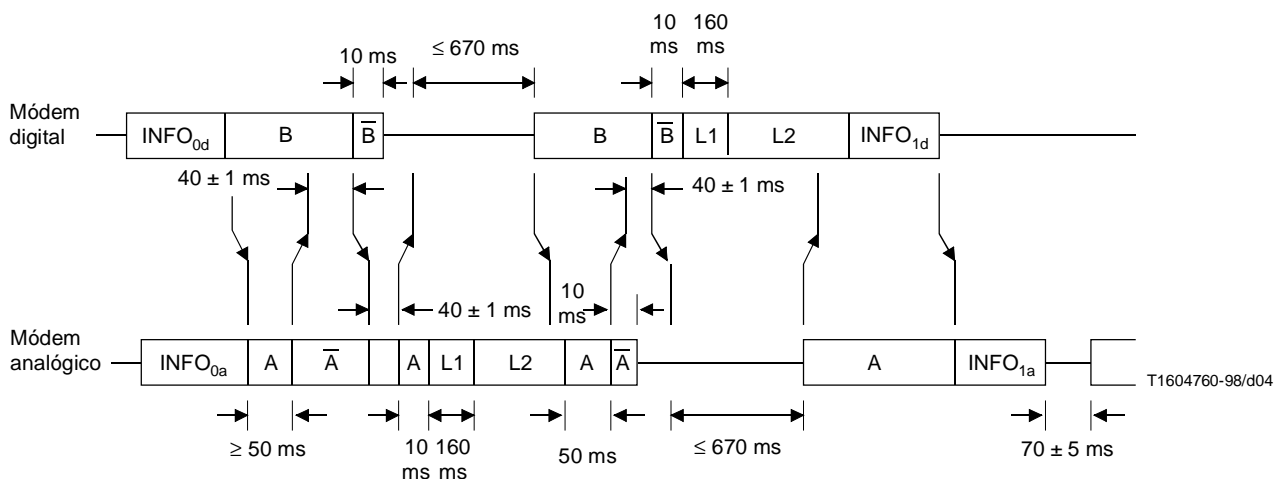 10 ms
≤ 670 ms
10 ms
160 ms
Módem digital
INFO0d
B
B̅
B
B̅
L1
L2
INFO1d
40 ± 1 ms
40 ± 1 ms
40 ± 1 ms
10 ms
Módem analógico
INFO0a
A
A̅
A
L1
L2
A
A̅
A
INFO1a
T1604760-98/d04
≥ 50 ms
10 ms
160 ms
50 ms
≤ 670 ms
70 ± 5 ms